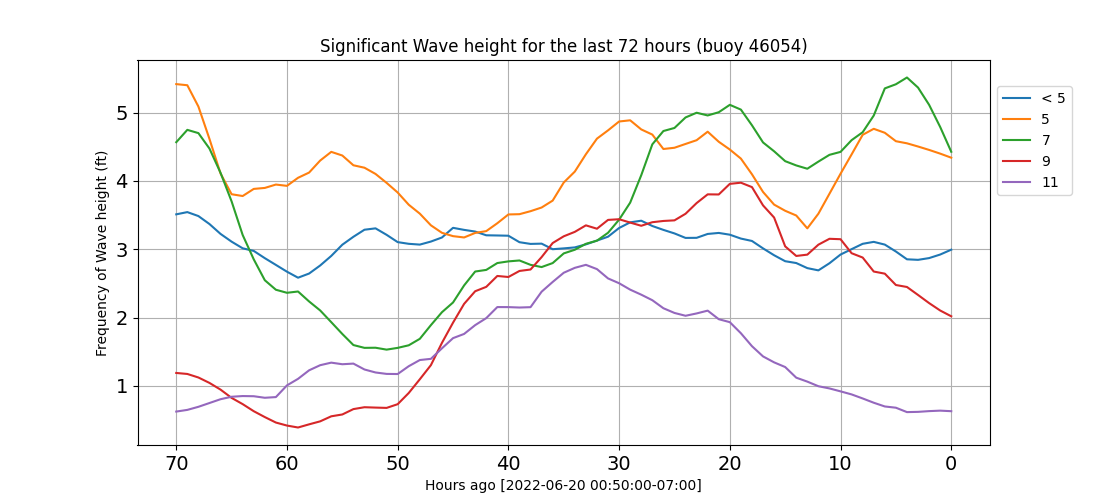 Significant Wave height for the last 72 hours (buoy 46054)
< 5
5
7
9
11
Frequency of Wave height (ft)
5
4
3
2
1
70 60 50 40 30 20 10 0
Hours ago [2022-06-20 00:50:00-07:00]